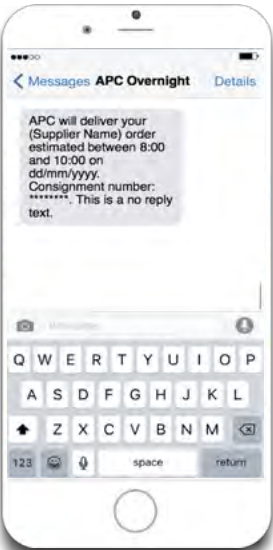 Messages APC Overnight Details
APC will deliver your
(Supplier Name) order
estimated between 8:00
and 10:00 on
dd/mm/yyyy.
Consignment number:
********. This is a no reply
text.
Q W E R T Y U I O P
A S D F G H J K L
Z X C V B N M
123 space return